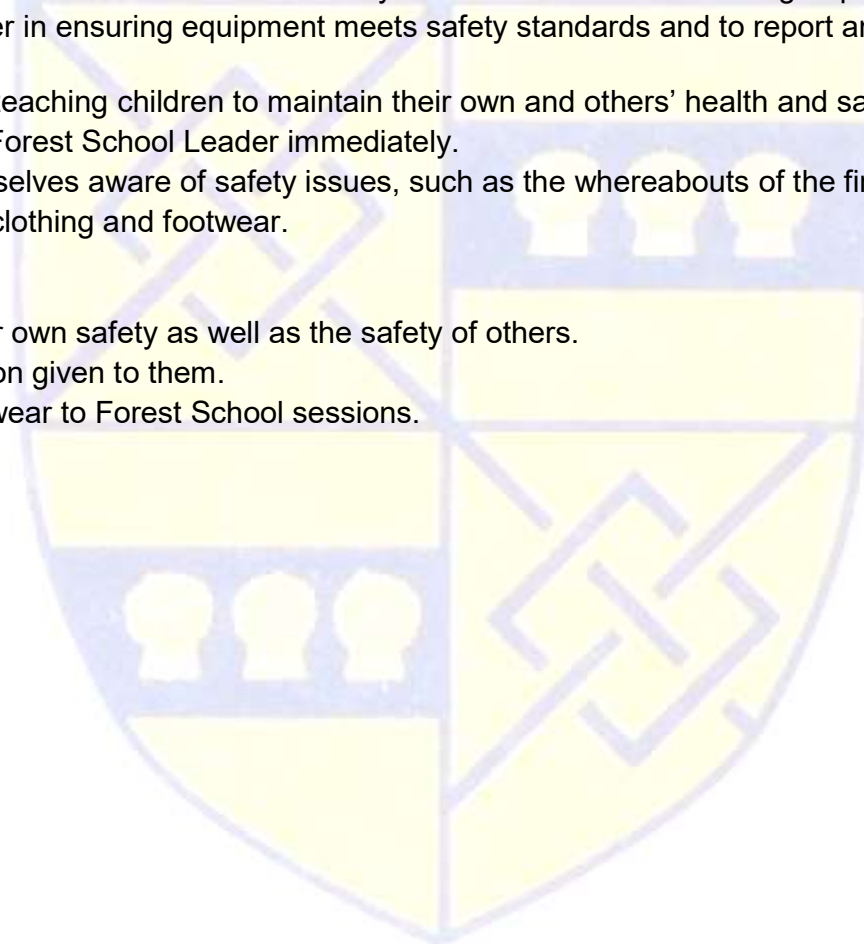 er in ensuring equipment meets safety standards and to report ar
teaching children to maintain their own and others’ health and sa
Forest School Leader immediately.
selves aware of safety issues, such as the whereabouts of the fir
clothing and footwear.
r own safety as well as the safety of others.
on given to them.
wear to Forest School sessions.